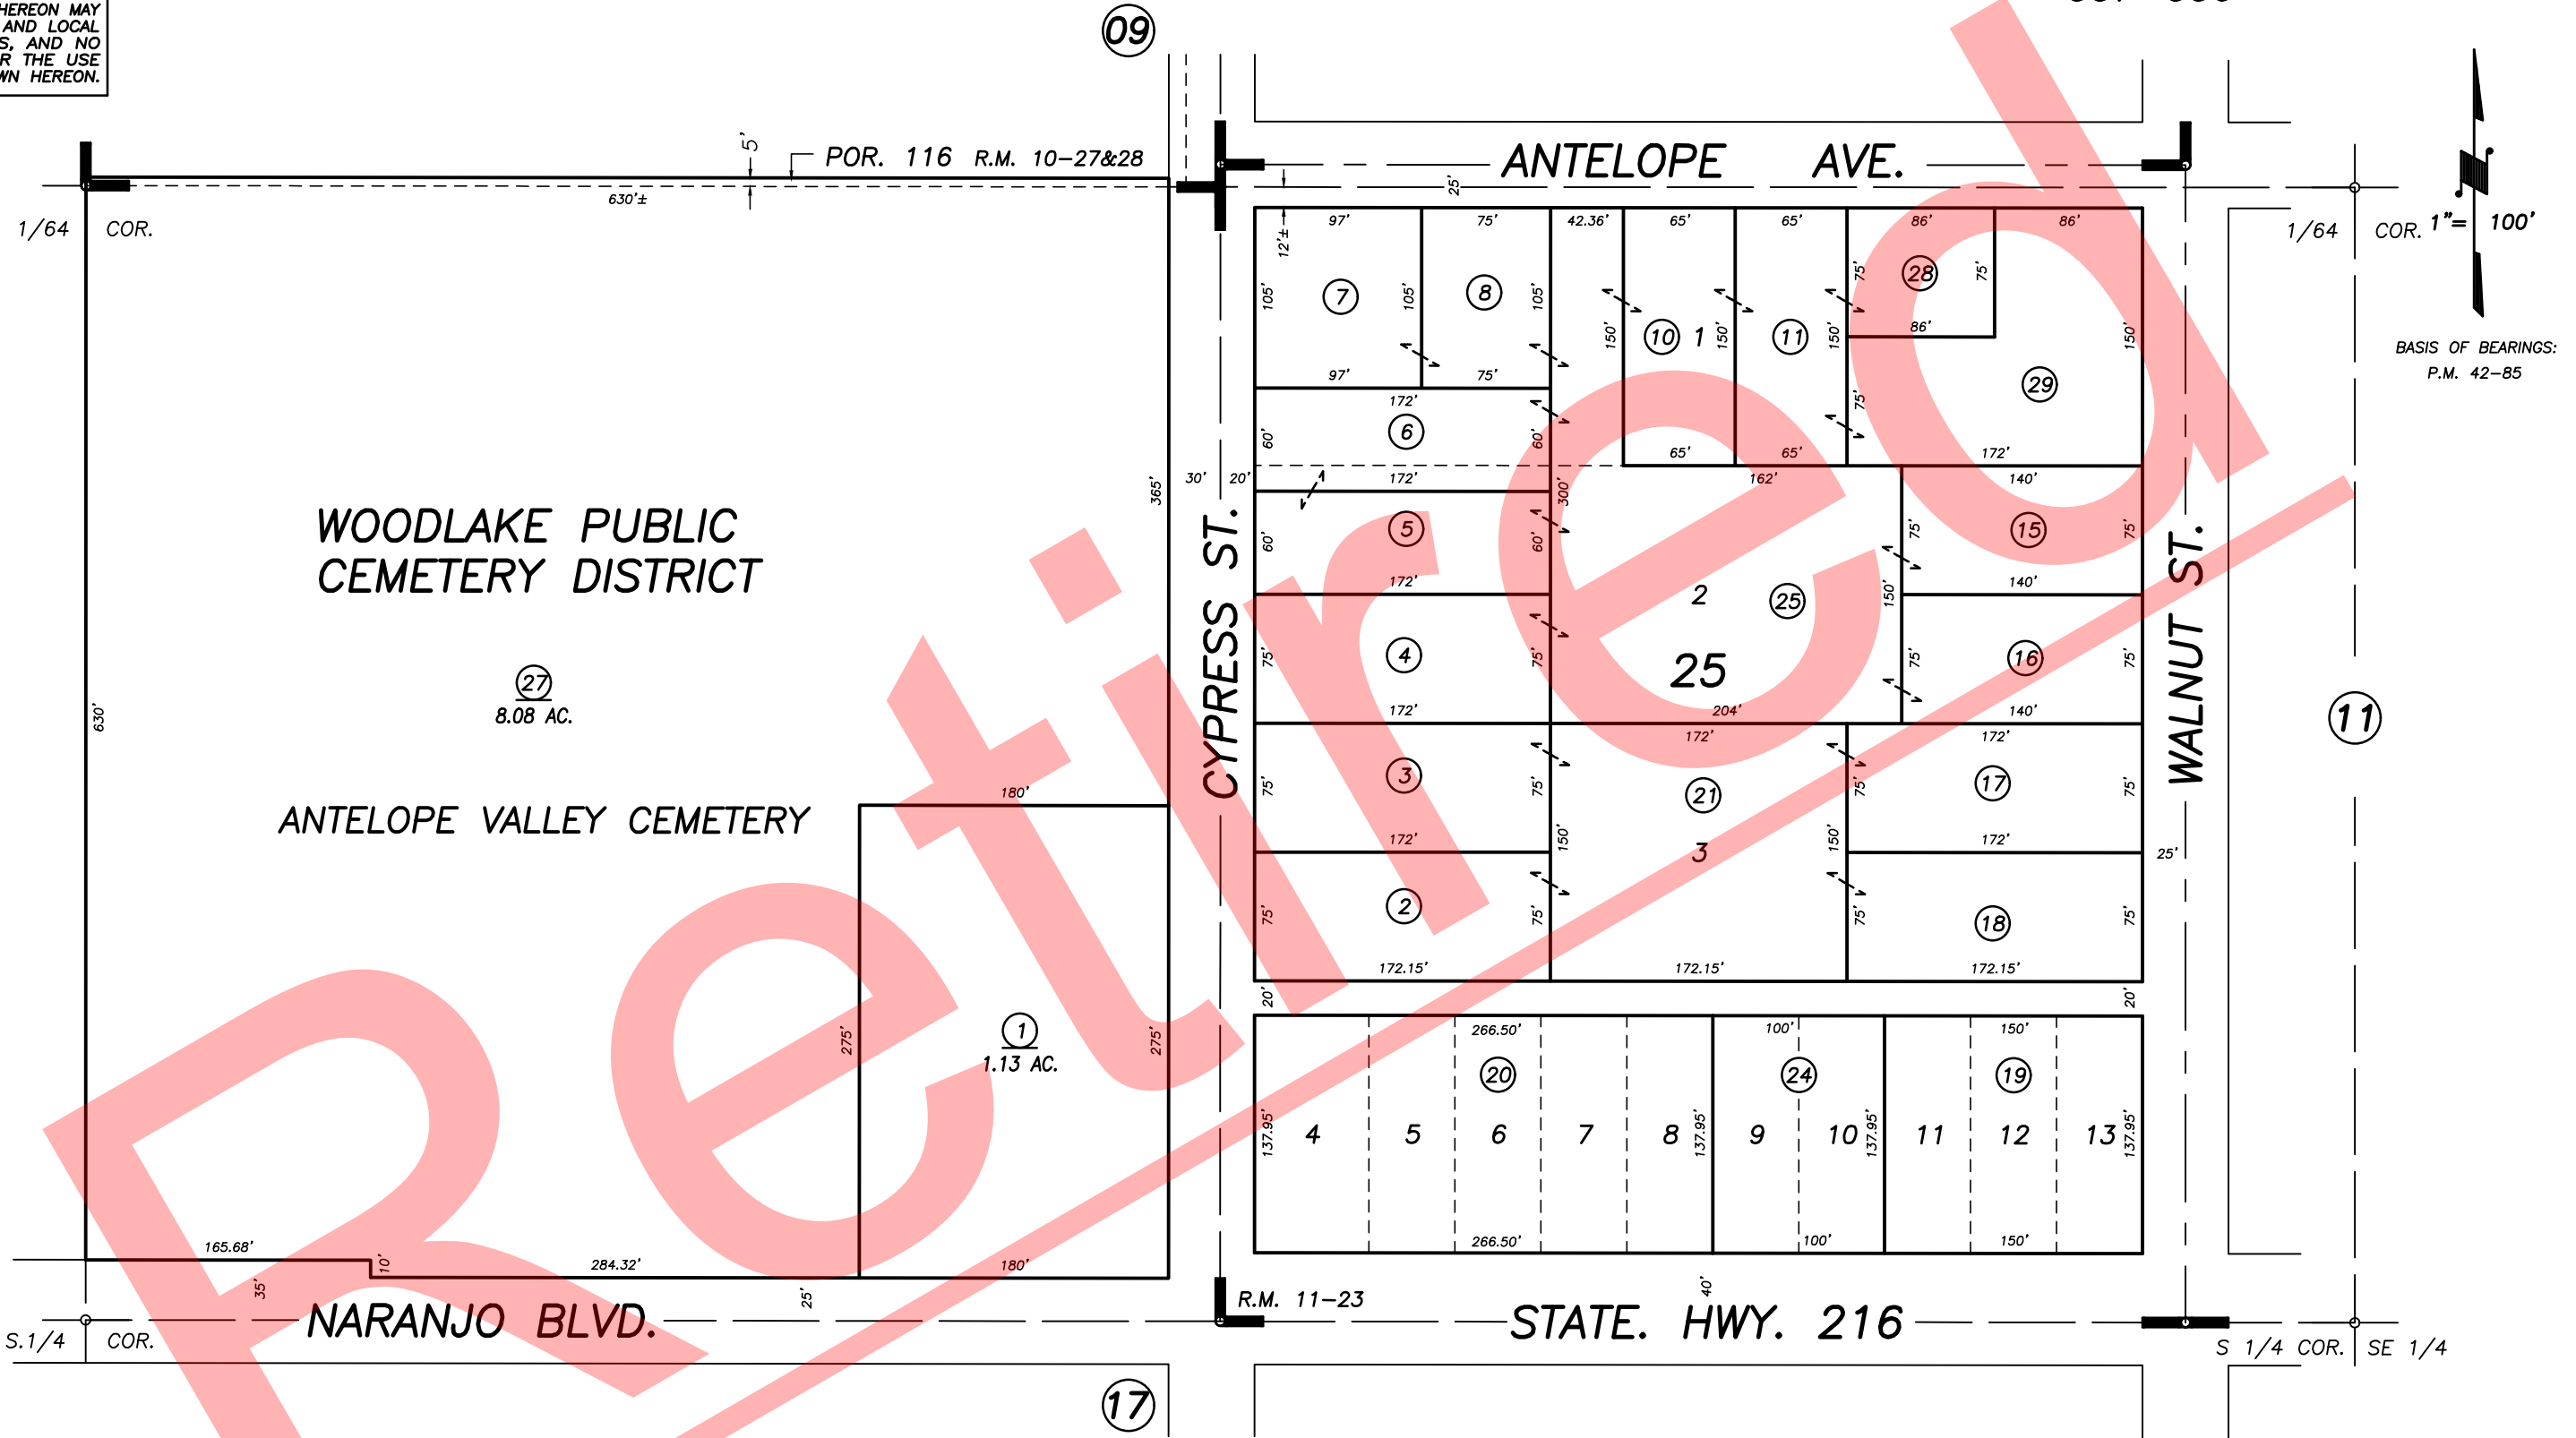 HEREON MAY
AND LOCAL
S, AND NO
R THE USE
WN HEREON.
09
ANTELOPE AVE.
POR. 116 R.M. 10-27&28
5'
630'±
25'
12'±
1/64 COR.
1/64 COR.
1"= 100'
BASIS OF BEARINGS:
P.M. 42-85
WOODLAKE PUBLIC
CEMETERY DISTRICT
27
8.08 AC.
ANTELOPE VALLEY CEMETERY
630'
365'
180'
275'
275'
1
1.13 AC.
180'
165.68'
10'
284.32'
35'
25'
NARANJO BLVD.
S.1/4 COR.
17
CYPRESS ST.
30' 20'
97' 75' 42.36' 65' 65' 86' 86'
105' 7 105' 8 105'
97' 75'
150' 10 1 150' 11 150'
65' 65'
75' 28 75'
86'
75' 29 150'
172'
172'
60' 6 60'
172'
300'
162'
60' 5 60'
172'
75' 4 75'
172'
2 25
25
204'
150'
140'
75' 15 75'
140'
75' 16 75'
140'
75' 3 75'
172'
75' 2 75'
172.15'
172'
21
150' 3 150'
172.15'
172'
75' 17 75'
172'
75' 18 75'
172.15'
WALNUT ST.
25'
11
20' 20'
266.50' 100' 150'
20 24 19
137.95' 4 5 6 7 8 137.95' 9 10 137.95' 11 12 13 137.95'
266.50' 100' 150'
R.M. 11-23
40'
STATE. HWY. 216
S 1/4 COR. SE 1/4
Retired